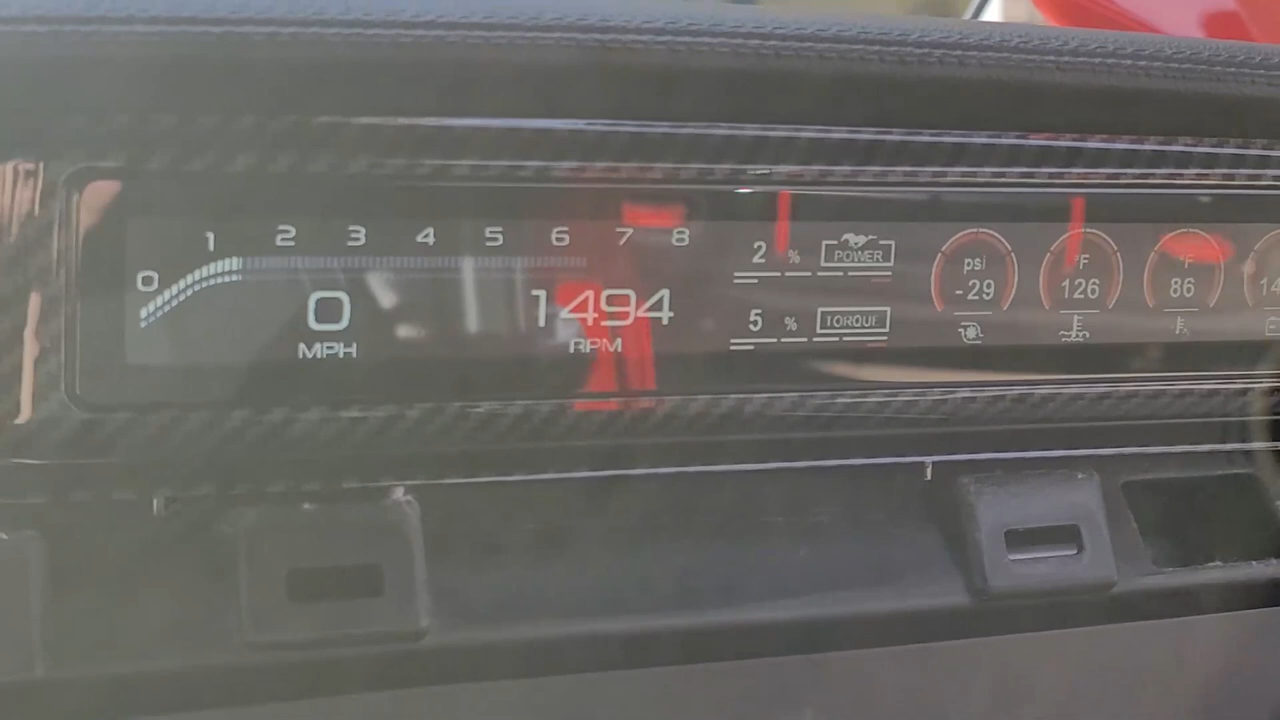 0 1 2 3 4 5 6 7 8
0
MPH
1494
RPM
2 % POWER
5 % TORQUE
psi
-29
°F
126
°F
86